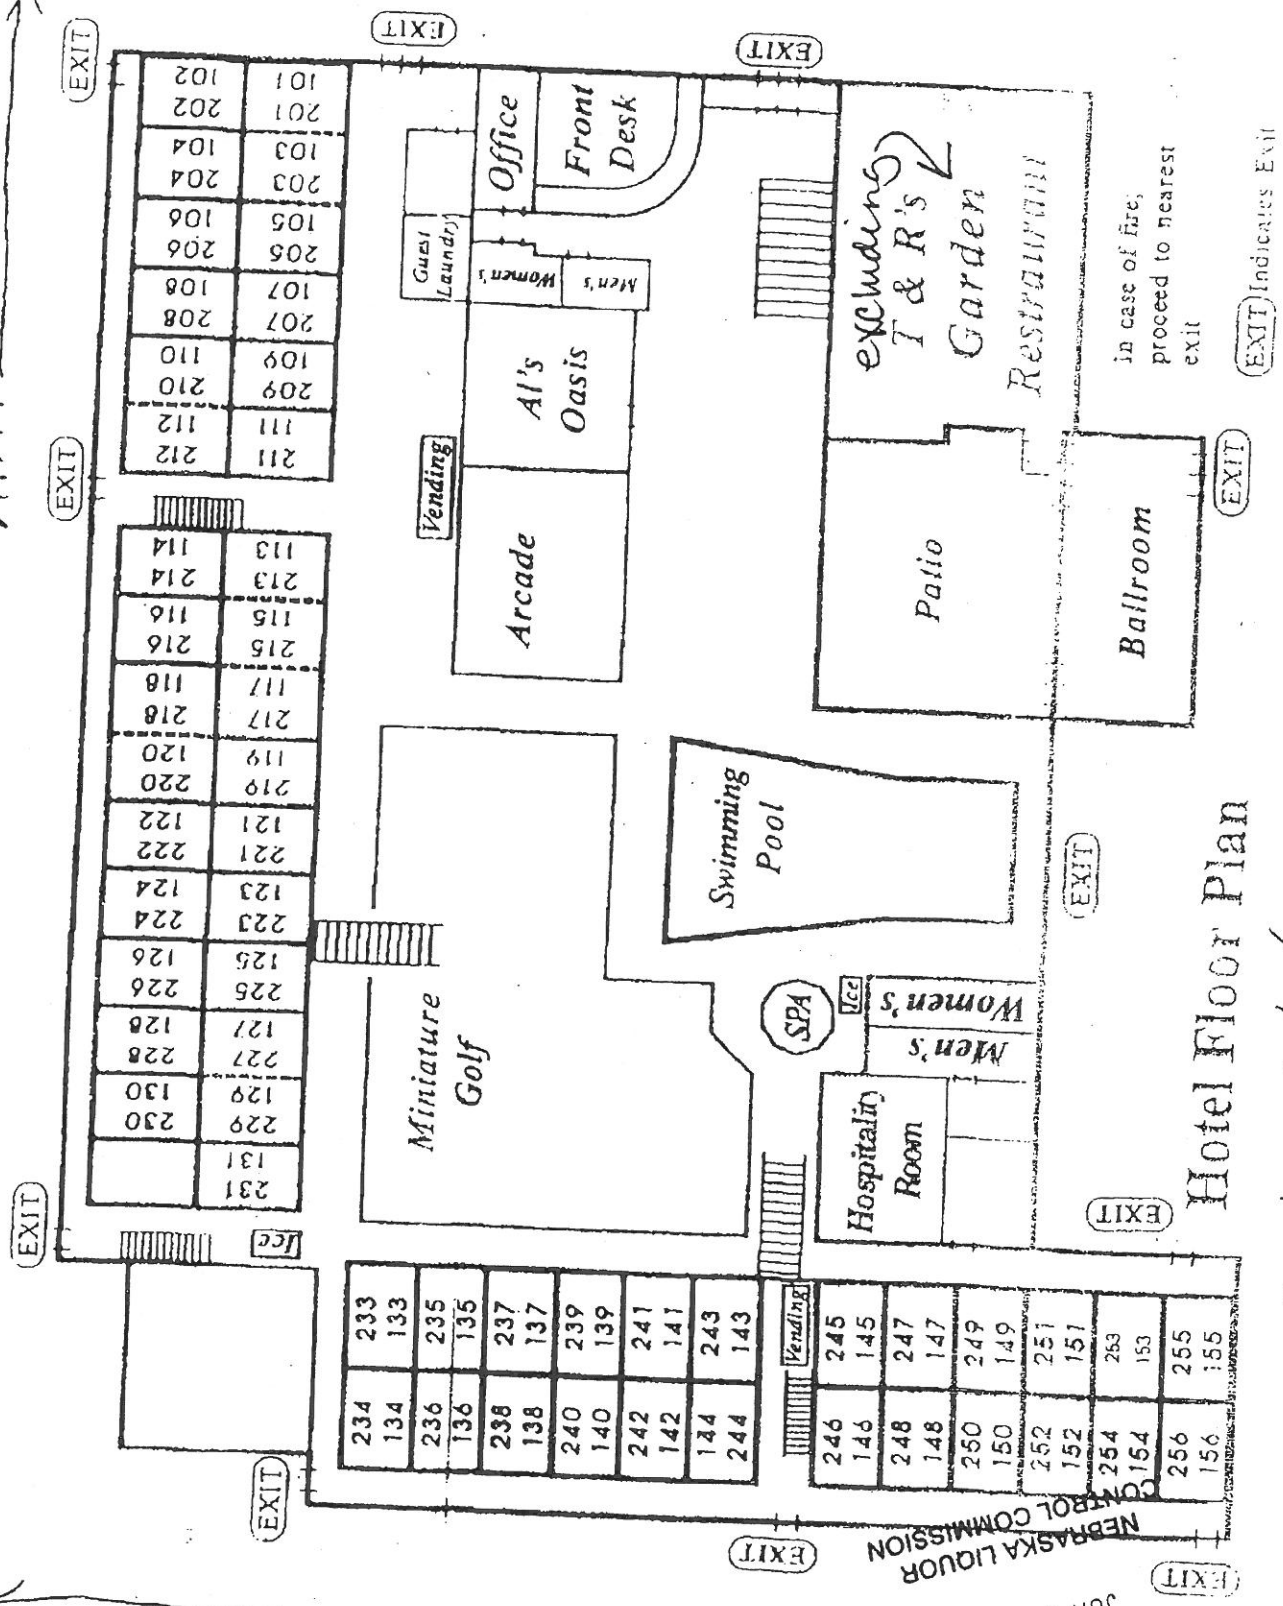 Hotel Floor Plan
EXIT
EXIT
EXIT
EXIT
EXIT
EXIT
102
202
104
204
106
206
108
208
110
210
112
212
101
201
103
203
105
205
107
207
109
209
111
211
114
214
116
216
118
218
120
220
122
222
124
224
126
226
128
228
130
230
113
213
115
215
117
217
119
219
121
221
123
223
125
225
127
227
129
229
131
231
Office
Front
Desk
Guest
Laundry
Women's
Men's
Al's
Oasis
Vending
Arcade
excluding
T & R's
Garden
Restraurant
Patio
Ballroom
in case of fire,
proceed to nearest
exit
EXIT Indicates Exit
EXIT
EXIT
Swimming
Pool
Miniature
Golf
SPA
Ice
Women's
Men's
Hospitality
Room
EXIT
Ice
233
133
235
135
237
137
239
139
241
141
243
143
234
134
236
136
238
138
240
140
242
142
144
244
Vending
245
145
247
147
249
149
251
151
253
153
255
155
246
146
248
148
250
150
252
152
254
154
256
156
EXIT
EXIT
NEBRASKA LIQUOR
CONTROL COMMISSION